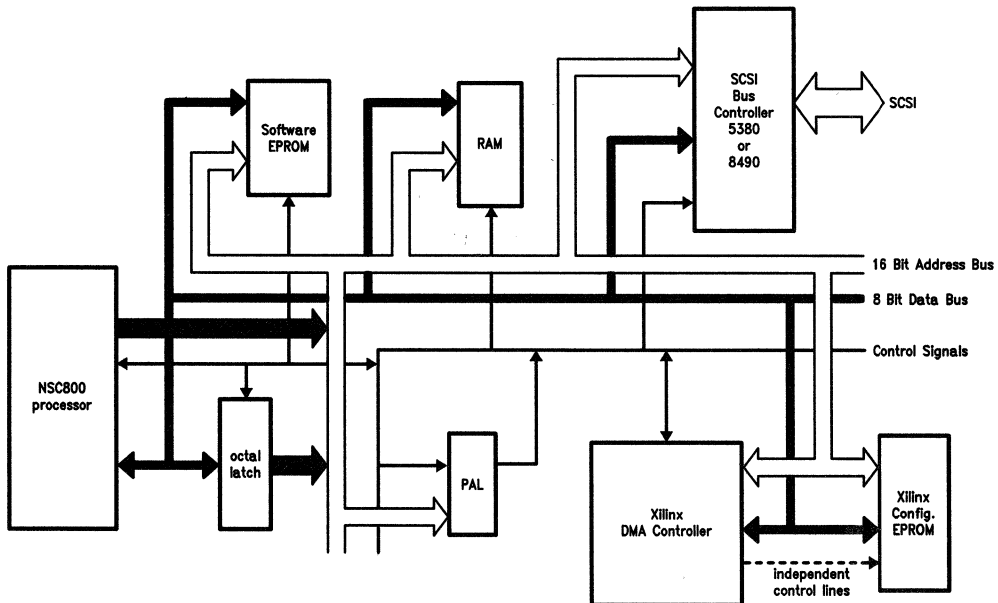 SCSI
Bus
Controller
5380
or
8490
SCSI
Software
EPROM
RAM
16 Bit Address Bus
8 Bit Data Bus
Control Signals
NSC800
processor
octal
latch
PAL
Xilinx
DMA Controller
Xilinx
Config.
EPROM
independent
control lines